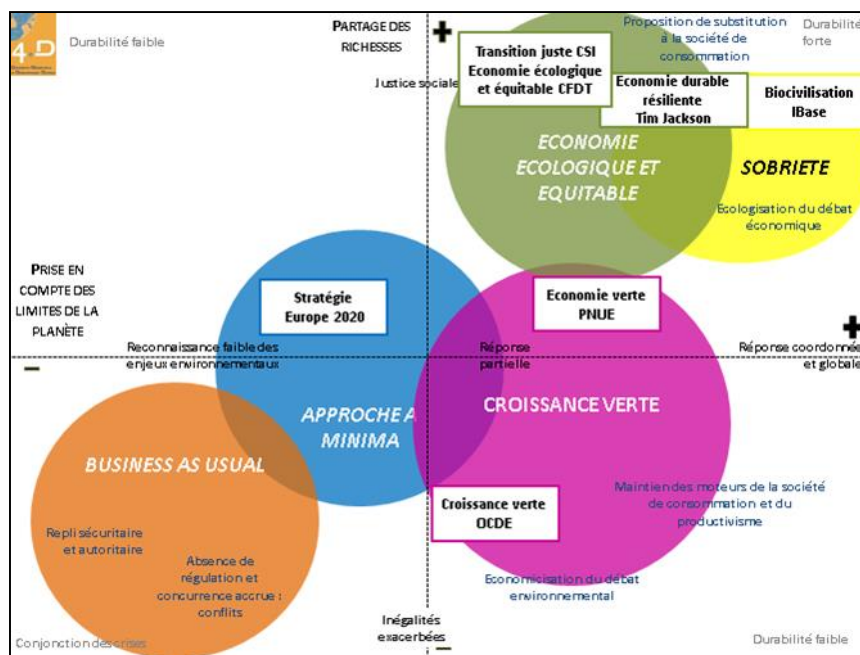 4-D
Durabilité faible
PARTAGE DES
RICHESSES
+
Proposition de substitution
à la société de
consommation
Durabilité
forte
Justice sociale
Transition juste CSI
Economie écologique
et équitable CFDT
Economie durable
résiliente
Tim Jackson
Biocivilisation
IBase
ECONOMIE
ECOLOGIQUE ET
EQUITABLE
SOBRIETE
Ecologisation du débat
économique
PRISE EN
COMPTE DES
LIMITES DE LA
PLANÈTE
Stratégie
Europe 2020
Economie verte
PNUE
+
–
Reconnaissance faible des
enjeux environnementaux
Réponse
partielle
Réponse coordonnée
et globale
APPROCHE A
MINIMA
CROISSANCE VERTE
BUSINESS AS USUAL
Maintien des moteurs de la société
de consommation et du
productivisme
Croissance verte
OCDE
Repli sécuritaire
et autoritaire
Absence de
régulation et
concurrence accrue :
conflits
Economicisation du débat
environnemental
Inégalités
exacerbées
–
Conjonction des crises
Durabilité faible